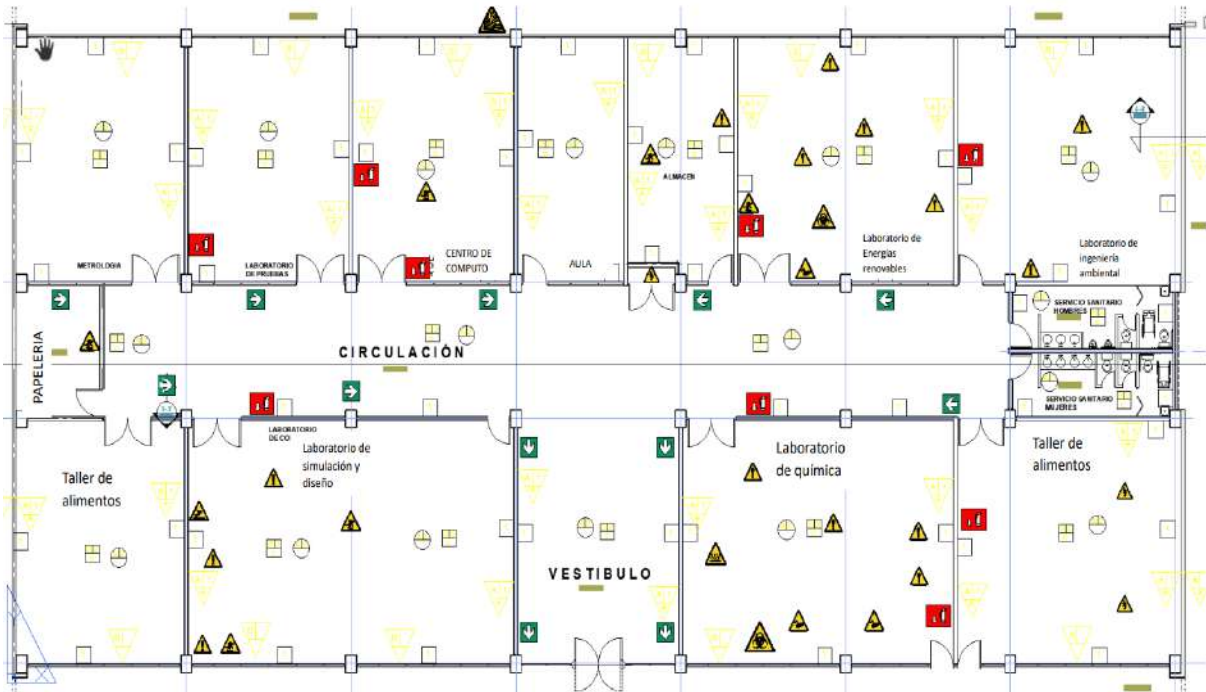 METROLOGIA
LABORATORIO
DE PRUEBAS
CENTRO DE
COMPUTO
AULA
ALMACEN
Laboratorio de
Energías
renovables
Laboratorio de
ingeniería
ambiental
PAPELERIA
CIRCULACIÓN
SERVICIO SANITARIO
HOMBRES
SERVICIO SANITARIO
MUJERES
Taller de
alimentos
LABORATORIO
DE CO
Laboratorio de
simulación y
diseño
VESTIBULO
Laboratorio
de química
Taller de
alimentos